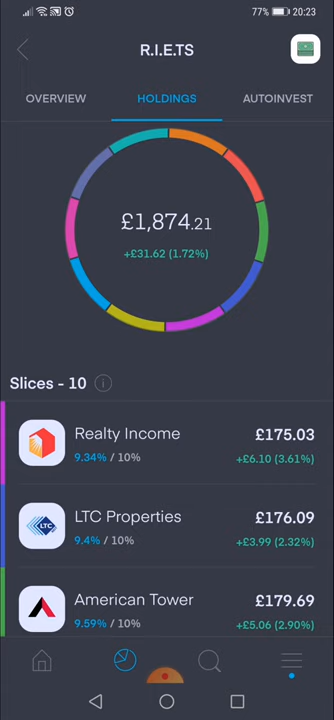 77% 20:23
R.I.E.TS
OVERVIEW HOLDINGS AUTOINVEST
£1,874.21
+£31.62 (1.72%)
Slices - 10
Realty Income £175.03
9.34% / 10% +£6.10 (3.61%)
LTC Properties £176.09
LTC
9.4% / 10% +£3.99 (2.32%)
American Tower £179.69
9.59% / 10% +£5.06 (2.90%)